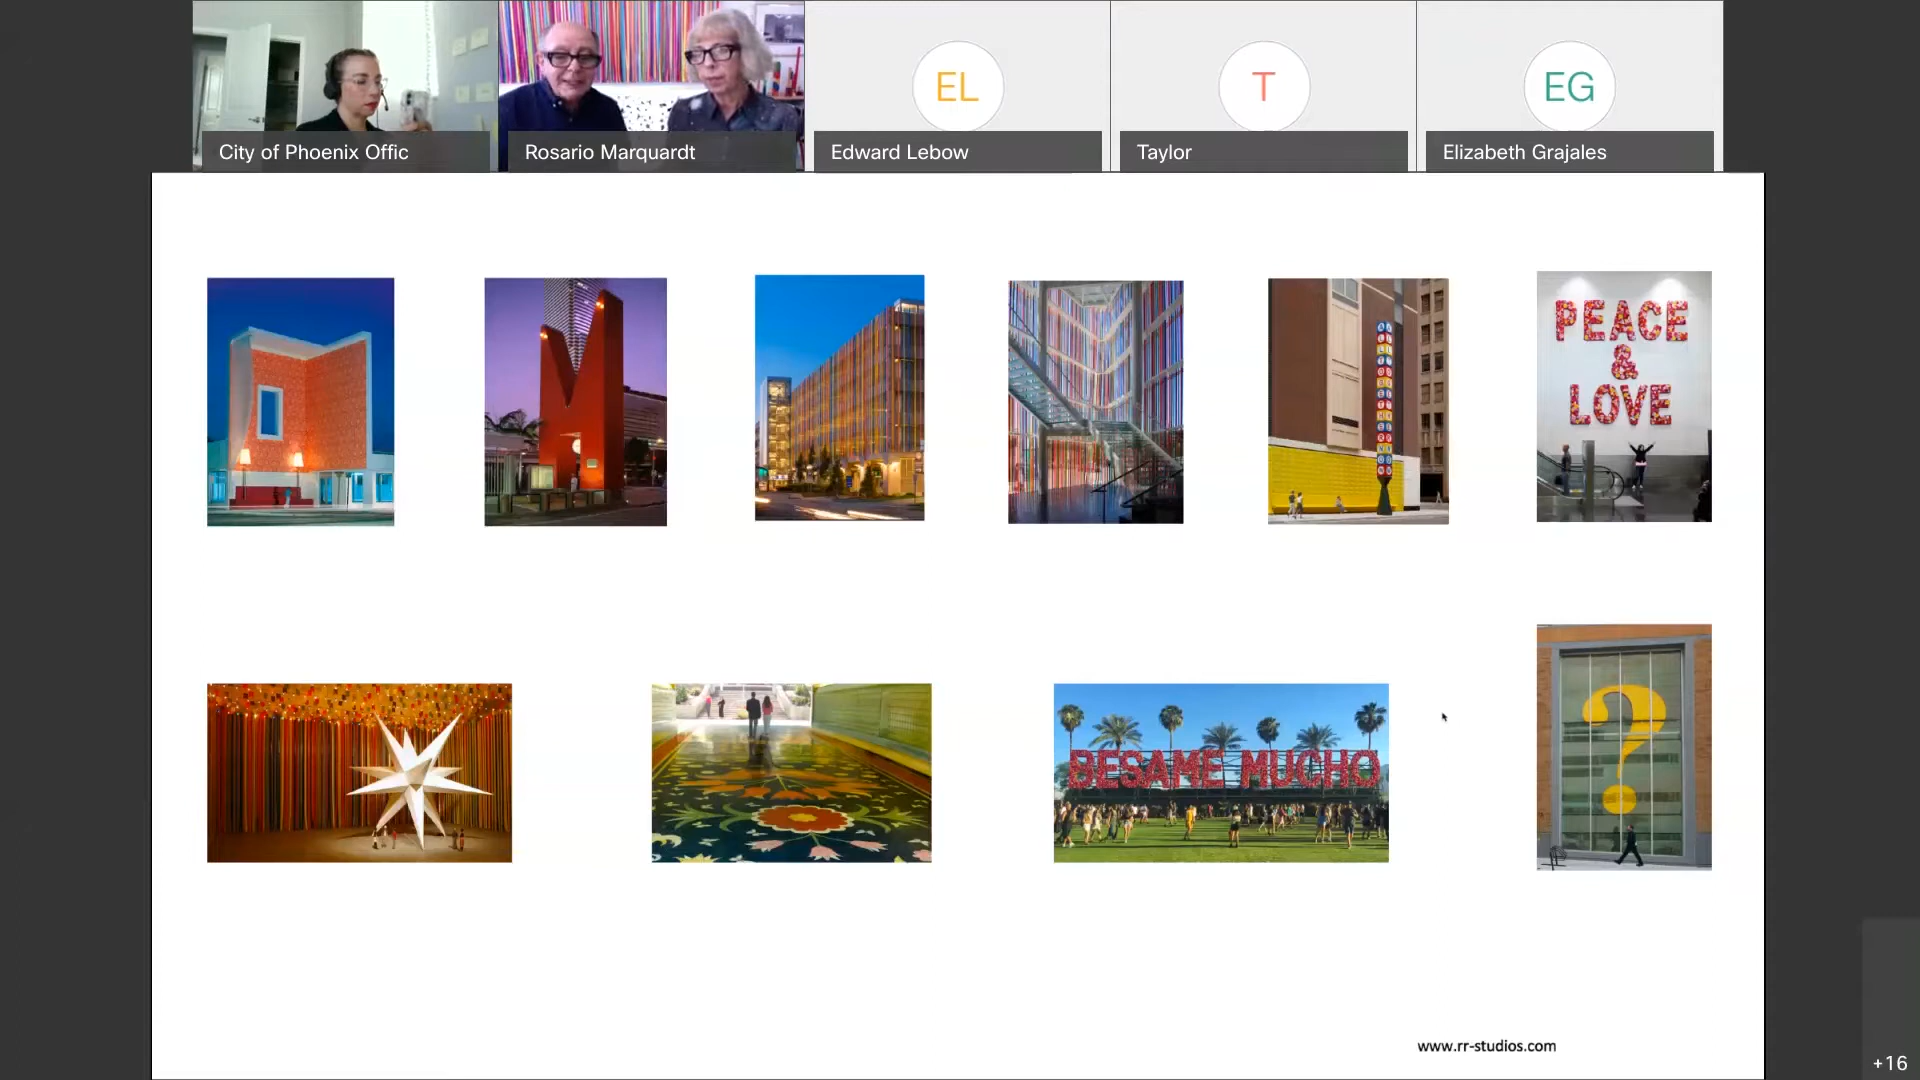 EL
T
EG
City of Phoenix Offic
Rosario Marquardt
Edward Lebow
Taylor
Elizabeth Grajales
PEACE
&
LOVE
BESAME MUCHO
?
www.rr-studios.com
+16